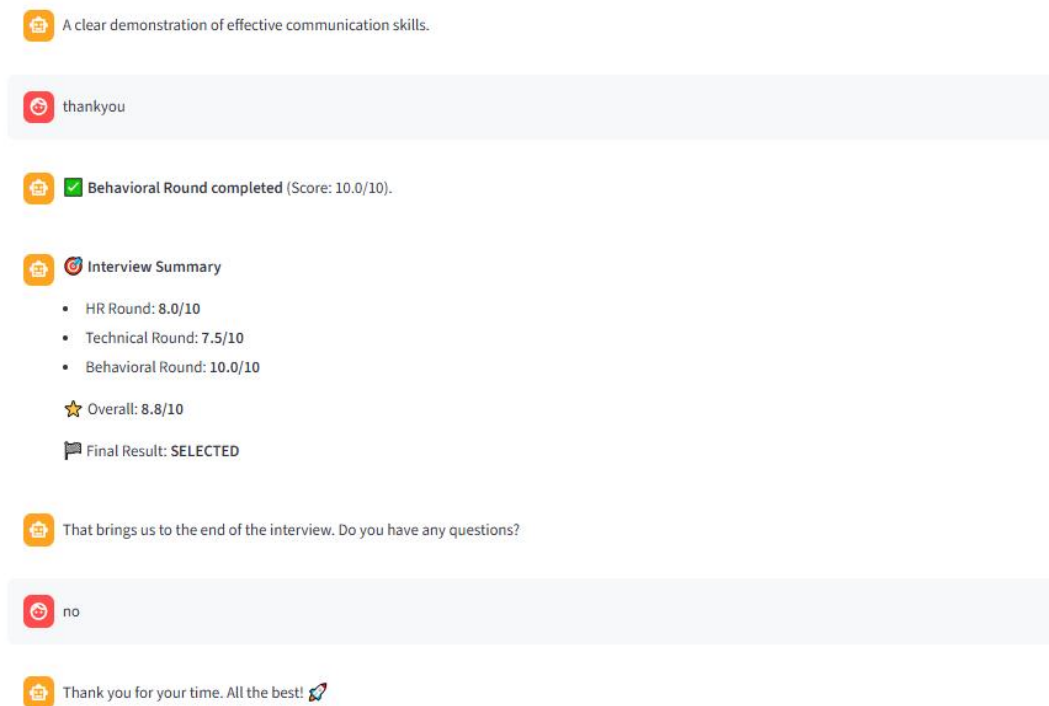 A clear demonstration of effective communication skills.
thankyou
✅ Behavioral Round completed (Score: 10.0/10).
🎯 Interview Summary
• HR Round: 8.0/10
• Technical Round: 7.5/10
• Behavioral Round: 10.0/10
⭐ Overall: 8.8/10
🏁 Final Result: SELECTED
That brings us to the end of the interview. Do you have any questions?
no
Thank you for your time. All the best! 🚀